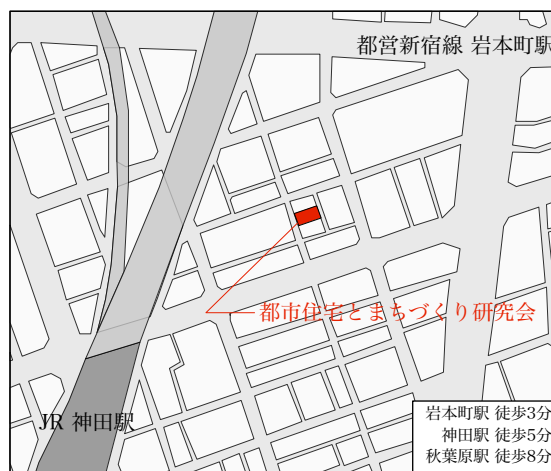 都営新宿線 岩本町駅
都市住宅とまちづくり研究会
JR 神田駅
岩本町駅 徒歩3分
神田駅 徒歩5分
秋葉原駅 徒歩8分